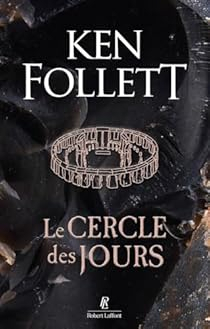 KEN
FOLLETT
Le CERCLE
des JOURS
R
Robert Laffont